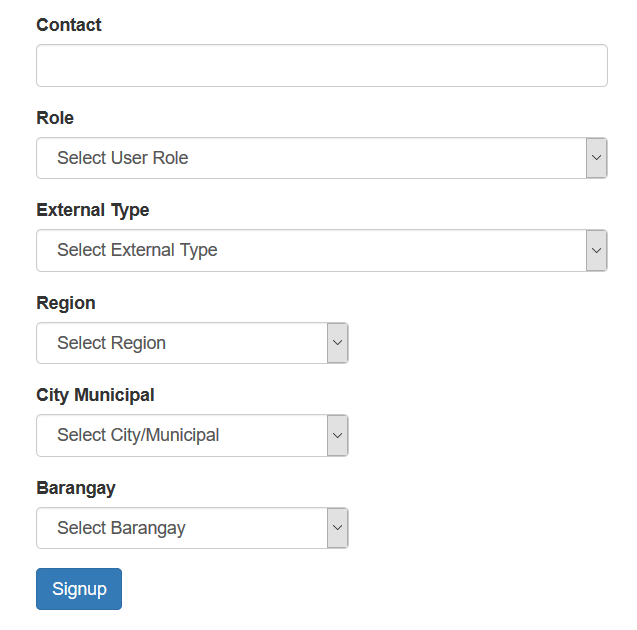 Contact
Role
Select User Role
External Type
Select External Type
Region
Select Region
City Municipal
Select City/Municipal
Barangay
Select Barangay
Signup